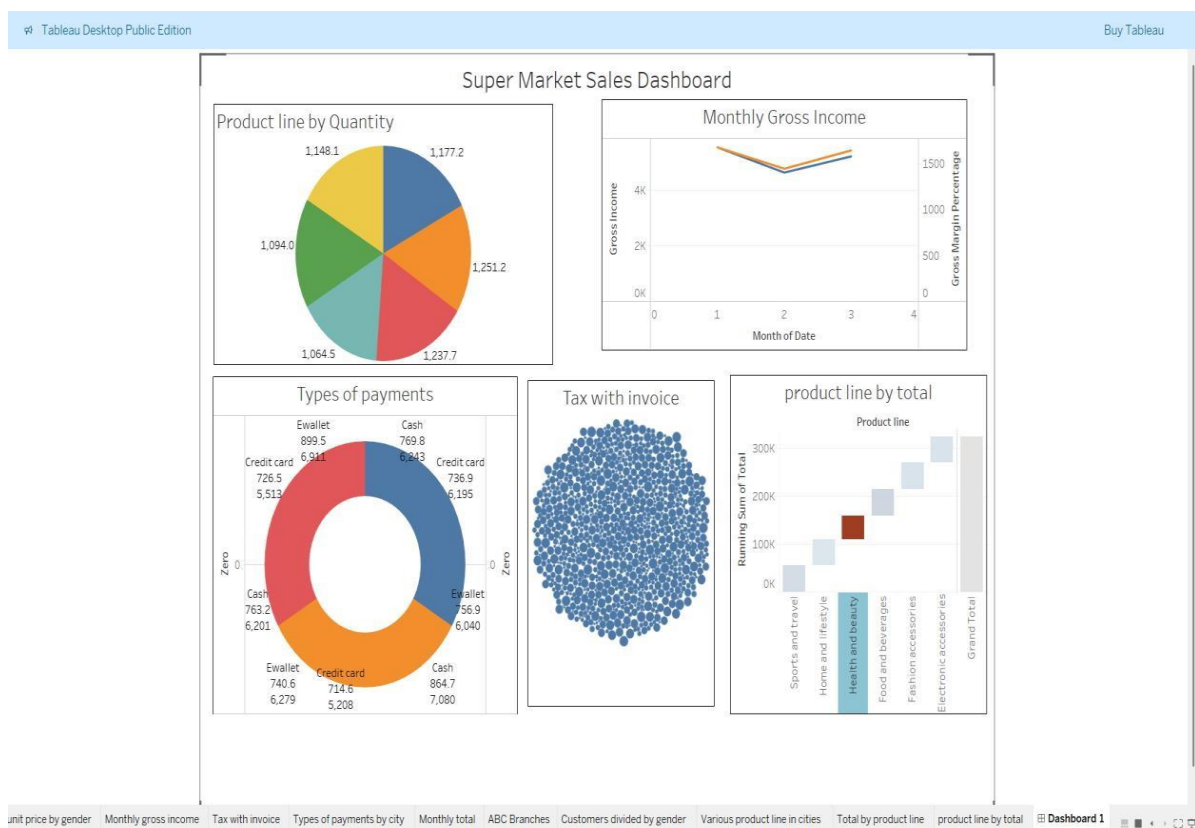 Tableau Desktop Public Edition
Buy Tableau
Super Market Sales Dashboard
Product line by Quantity
1,148.1
1,177.2
1,094.0
1,251.2
1,064.5
1,237.7
Monthly Gross Income
Gross Income
4K
2K
0K
1500
1000
500
0
Gross Margin Percentage
0 1 2 3 4
Month of Date
Types of payments
Ewallet
899.5
6,911
Cash
769.8
6,243
Credit card
726.5
5,513
Credit card
736.9
6,195
Zero
0
0
Zero
Cash
763.2
6,201
Ewallet
756.9
6,040
Ewallet
740.6
6,279
Credit card
714.6
5,208
Cash
864.7
7,080
Tax with invoice
product line by total
Product line
Running Sum of Total
300K
200K
100K
0K
Sports and travel
Home and lifestyle
Health and beauty
Food and beverages
Fashion accessories
Electronic accessories
Grand Total
unit price by gender Monthly gross income Tax with invoice Types of payments by city Monthly total ABC Branches Customers divided by gender Various product line in cities Total by product line product line by total Dashboard 1